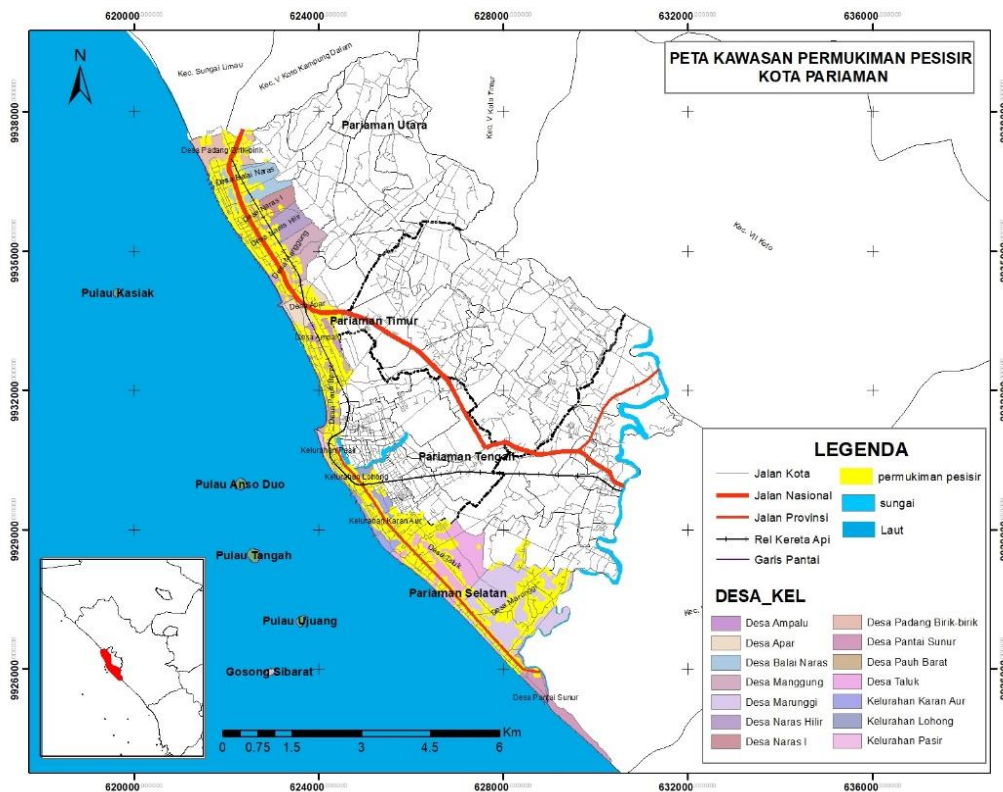 620000
624000
628000
632000
636000
PETA KAWASAN PERMUKIMAN PESISIR
KOTA PARIAMAN
N
Kec. Sungai Limau
Kec. V Koto Kampung Dalam
Kec. V Koto Timur
Kec. VII Koto
9938000
Pariaman Utara
Desa Padang Birik-birik
Desa Balai Naras
Desa Naras I
Desa Naras Hilir
Desa Manggung
Pulau Kasiak
Desa Apar
Pariaman Timur
Desa Ampalu
9932000
Desa Pauh Barat
Kelurahan Pasir
Pariaman Tengah
Kelurahan Lohong
Pulau Anso Duo
Kelurahan Karan Aur
9929000
Pulau Tangah
Desa Taluk
Pariaman Selatan
Desa Marunggi
Pulau Ujuang
Gosong Sibarat
9926000
Desa Pantai Sunur
Km
0 0.75 1.5 3 4.5 6
LEGENDA
Jalan Kota
Jalan Nasional
Jalan Provinsi
Rel Kereta Api
Garis Pantai
permukiman pesisir
sungai
Laut
DESA_KEL
Desa Ampalu
Desa Apar
Desa Balai Naras
Desa Manggung
Desa Marunggi
Desa Naras Hilir
Desa Naras I
Desa Padang Birik-birik
Desa Pantai Sunur
Desa Pauh Barat
Desa Taluk
Kelurahan Karan Aur
Kelurahan Lohong
Kelurahan Pasir
620000
624000
628000
632000
636000